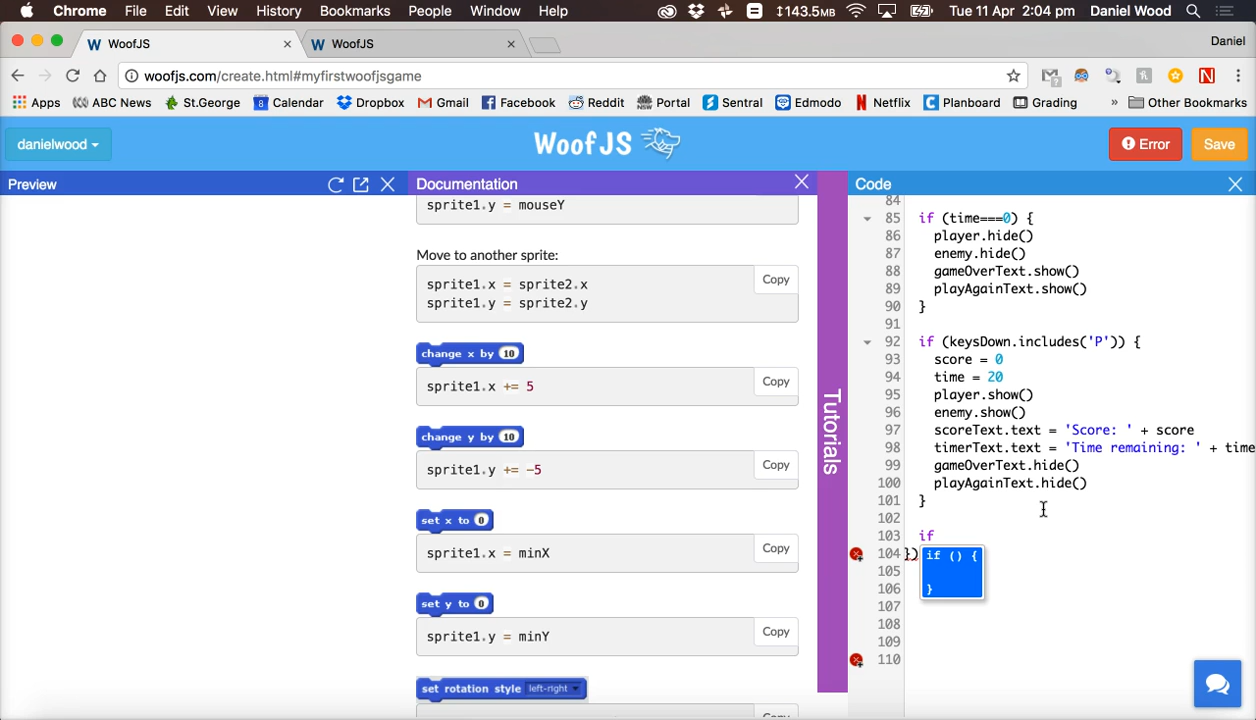 Chrome File Edit View History Bookmarks People Window Help 143.5MB Tue 11 Apr 2:04 pm Daniel Wood
W WoofJS × W WoofJS × Daniel
woofjs.com/create.html#myfirstwoofjsgame
Apps ABC News St.George 8 Calendar Dropbox Gmail Facebook Reddit Portal Sentral Edmodo Netflix Planboard Grading » Other Bookmarks
danielwood WoofJS Error Save
Preview Documentation Code
sprite1.y = mouseY
Move to another sprite:
sprite1.x = sprite2.x
sprite1.y = sprite2.y
Copy
change x by 10
sprite1.x += 5
Copy
change y by 10
sprite1.y += -5
Copy
set x to 0
sprite1.x = minX
Copy
set y to 0
sprite1.y = minY
Copy
set rotation style left-right
Tutorials
84
85 if (time===0) {
86 player.hide()
87 enemy.hide()
88 gameOverText.show()
89 playAgainText.show()
90 }
91
92 if (keysDown.includes('P')) {
93 score = 0
94 time = 20
95 player.show()
96 enemy.show()
97 scoreText.text = 'Score: ' + score
98 timerText.text = 'Time remaining: ' + time
99 gameOverText.hide()
100 playAgainText.hide()
101 }
102
103 if
104 })
105
106
107
108
109
110
if () {
}